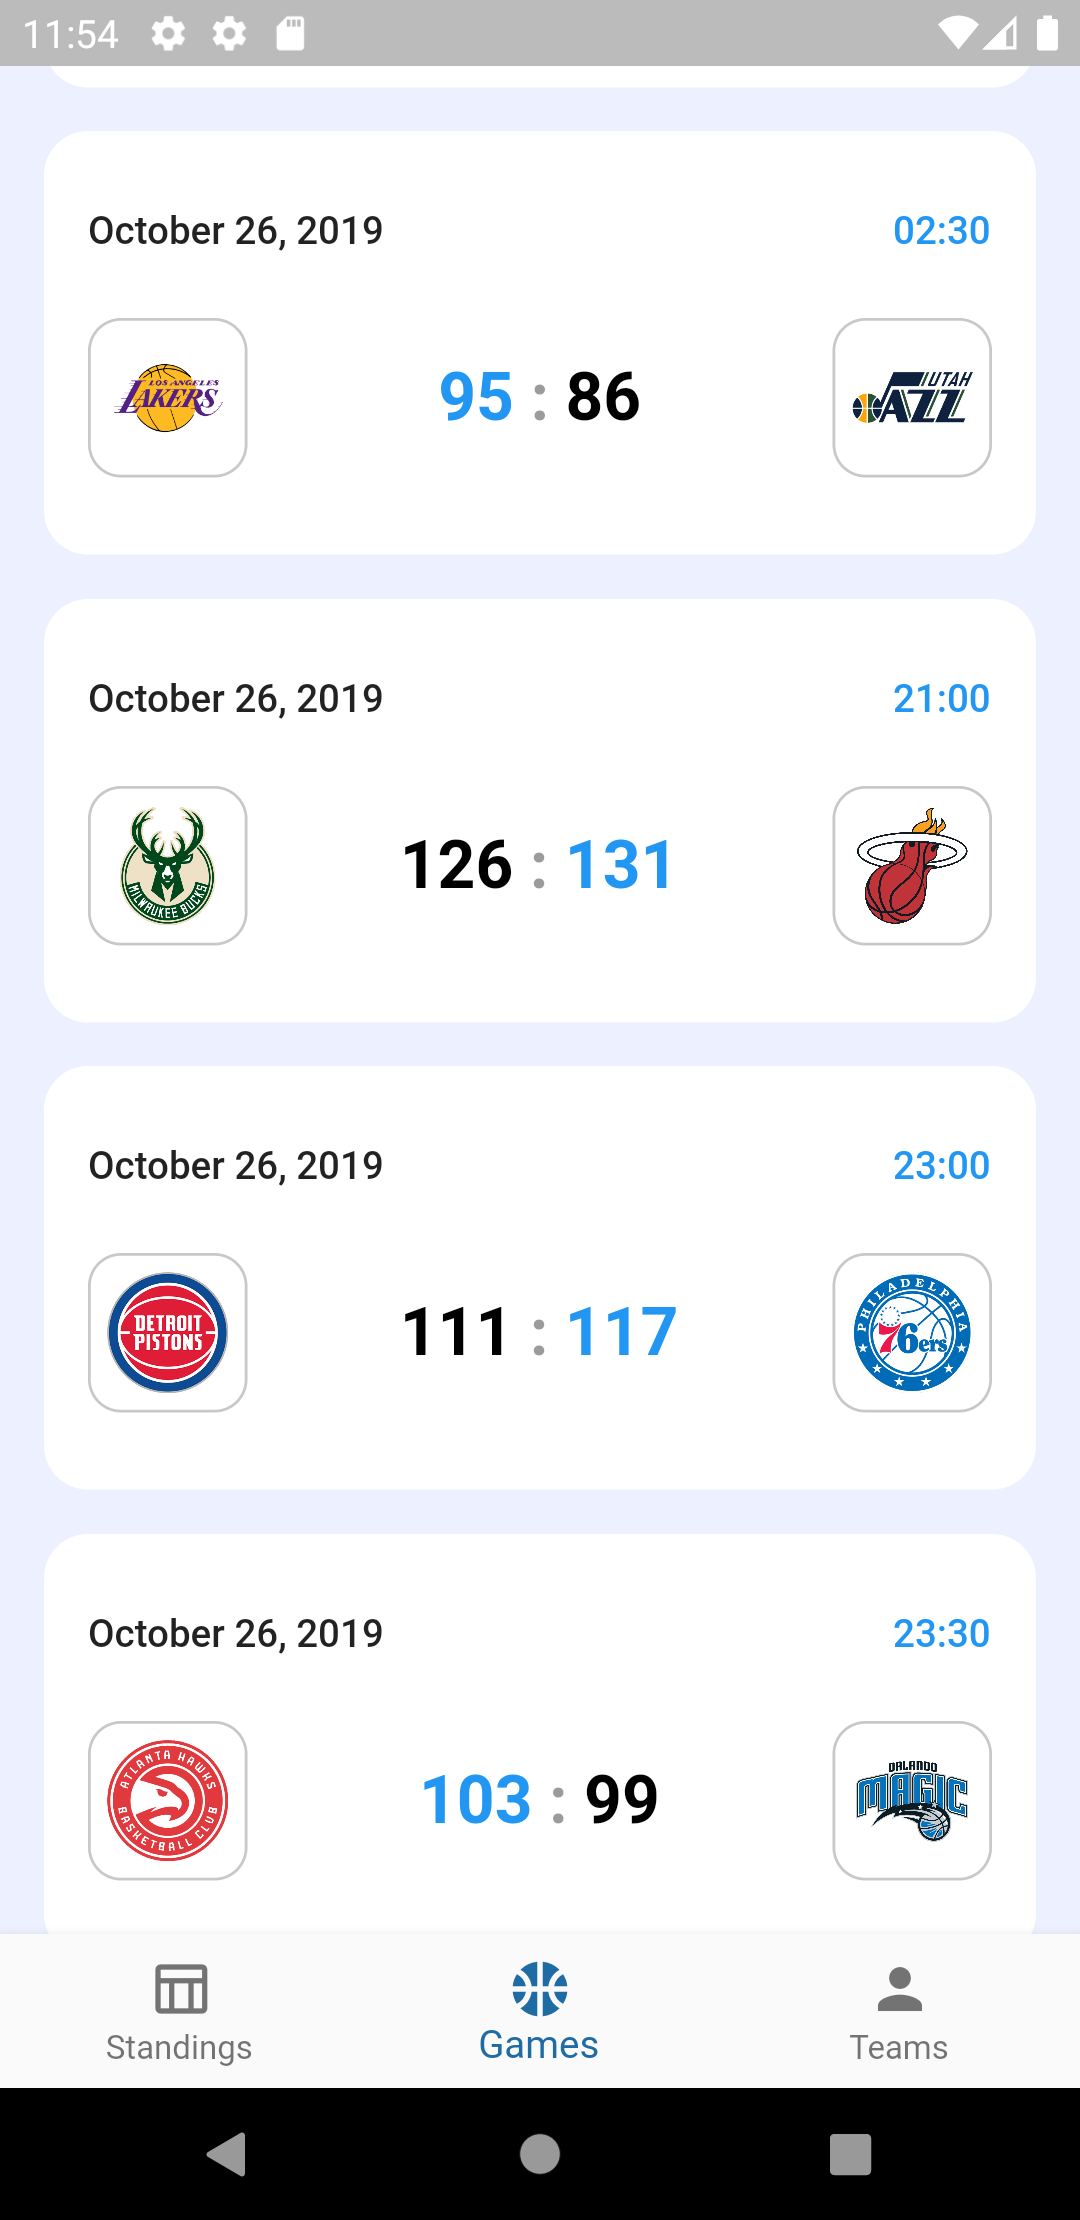 11:54
October 26, 2019
02:30
LOS ANGELES
LAKERS
95 : 86
UTAH
JAZZ
October 26, 2019
21:00
MILWAUKEE BUCKS
126 : 131
October 26, 2019
23:00
DETROIT
PISTONS
111 : 117
PHILADELPHIA
76ers
October 26, 2019
23:30
ATLANTA HAWKS
BASKETBALL CLUB
103 : 99
ORLANDO
MAGIC
Standings
Games
Teams